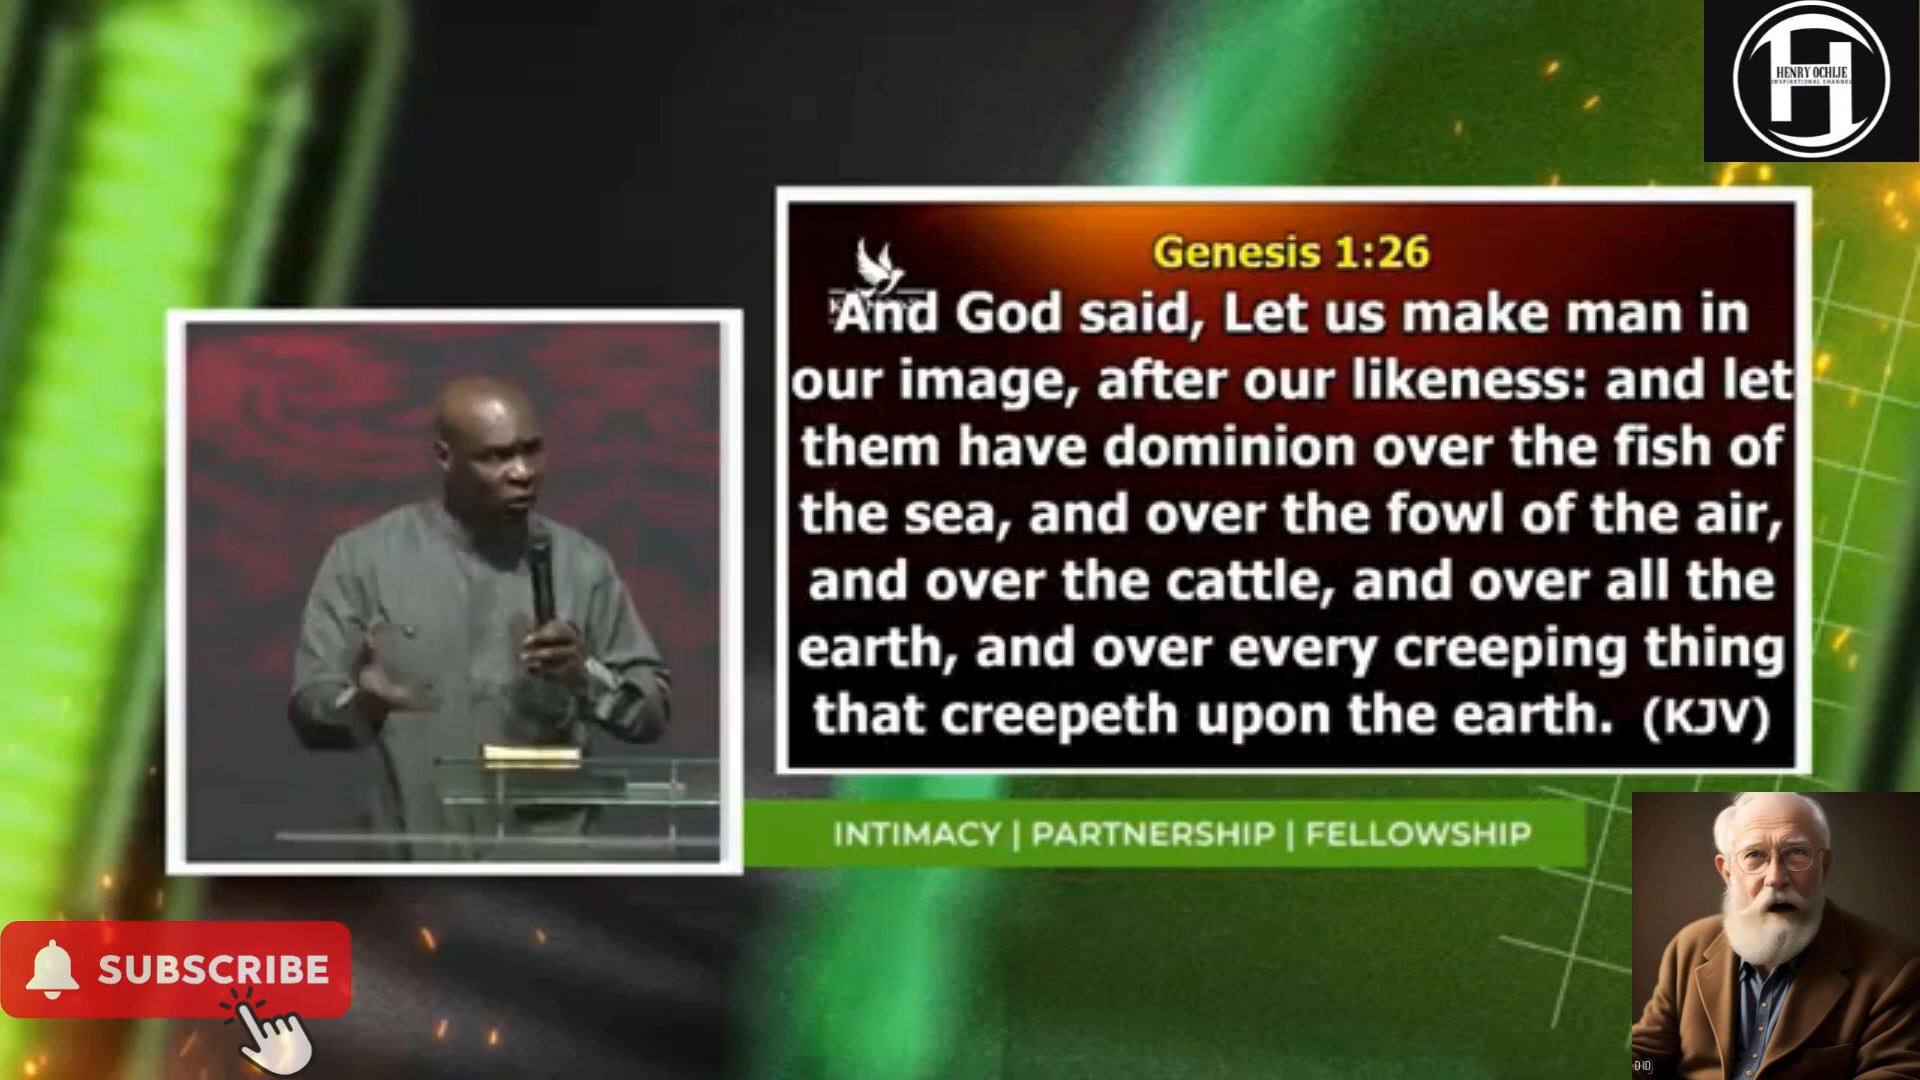 HENRY OCHIJE
INSPIRATIONAL CHANNEL
Genesis 1:26
And God said, Let us make man in
our image, after our likeness: and let
them have dominion over the fish of
the sea, and over the fowl of the air,
and over the cattle, and over all the
earth, and over every creeping thing
that creepeth upon the earth. (KJV)
INTIMACY | PARTNERSHIP | FELLOWSHIP
SUBSCRIBE
D-ID